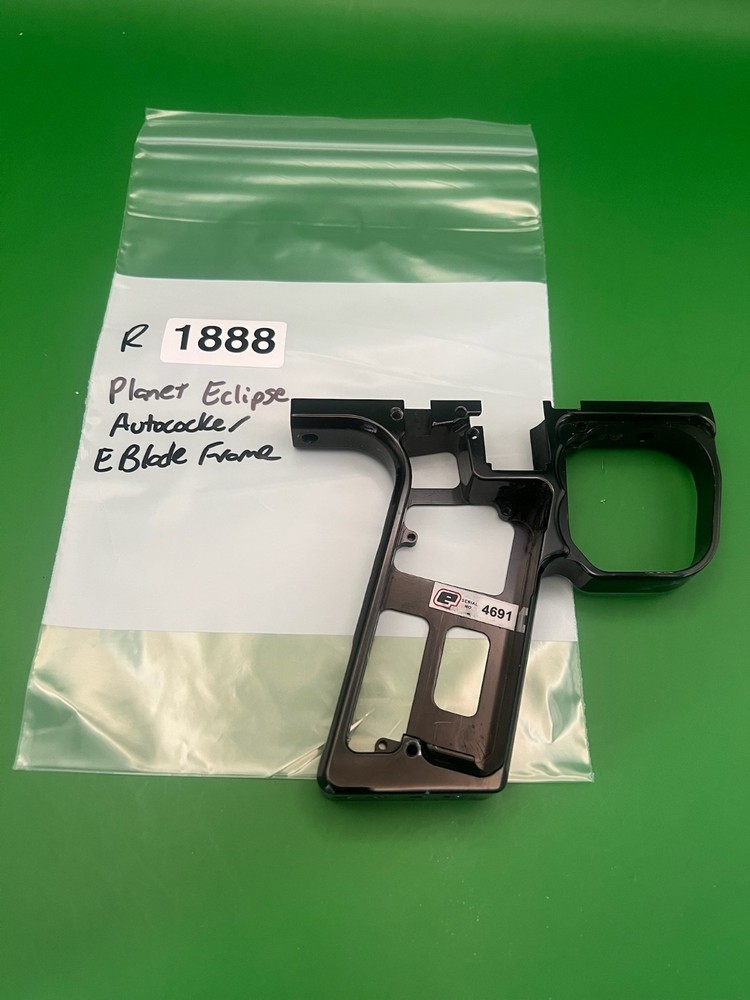 R 1888
Planet Eclipse
Autococker
EBlade Frame
e SERIAL NO 4691